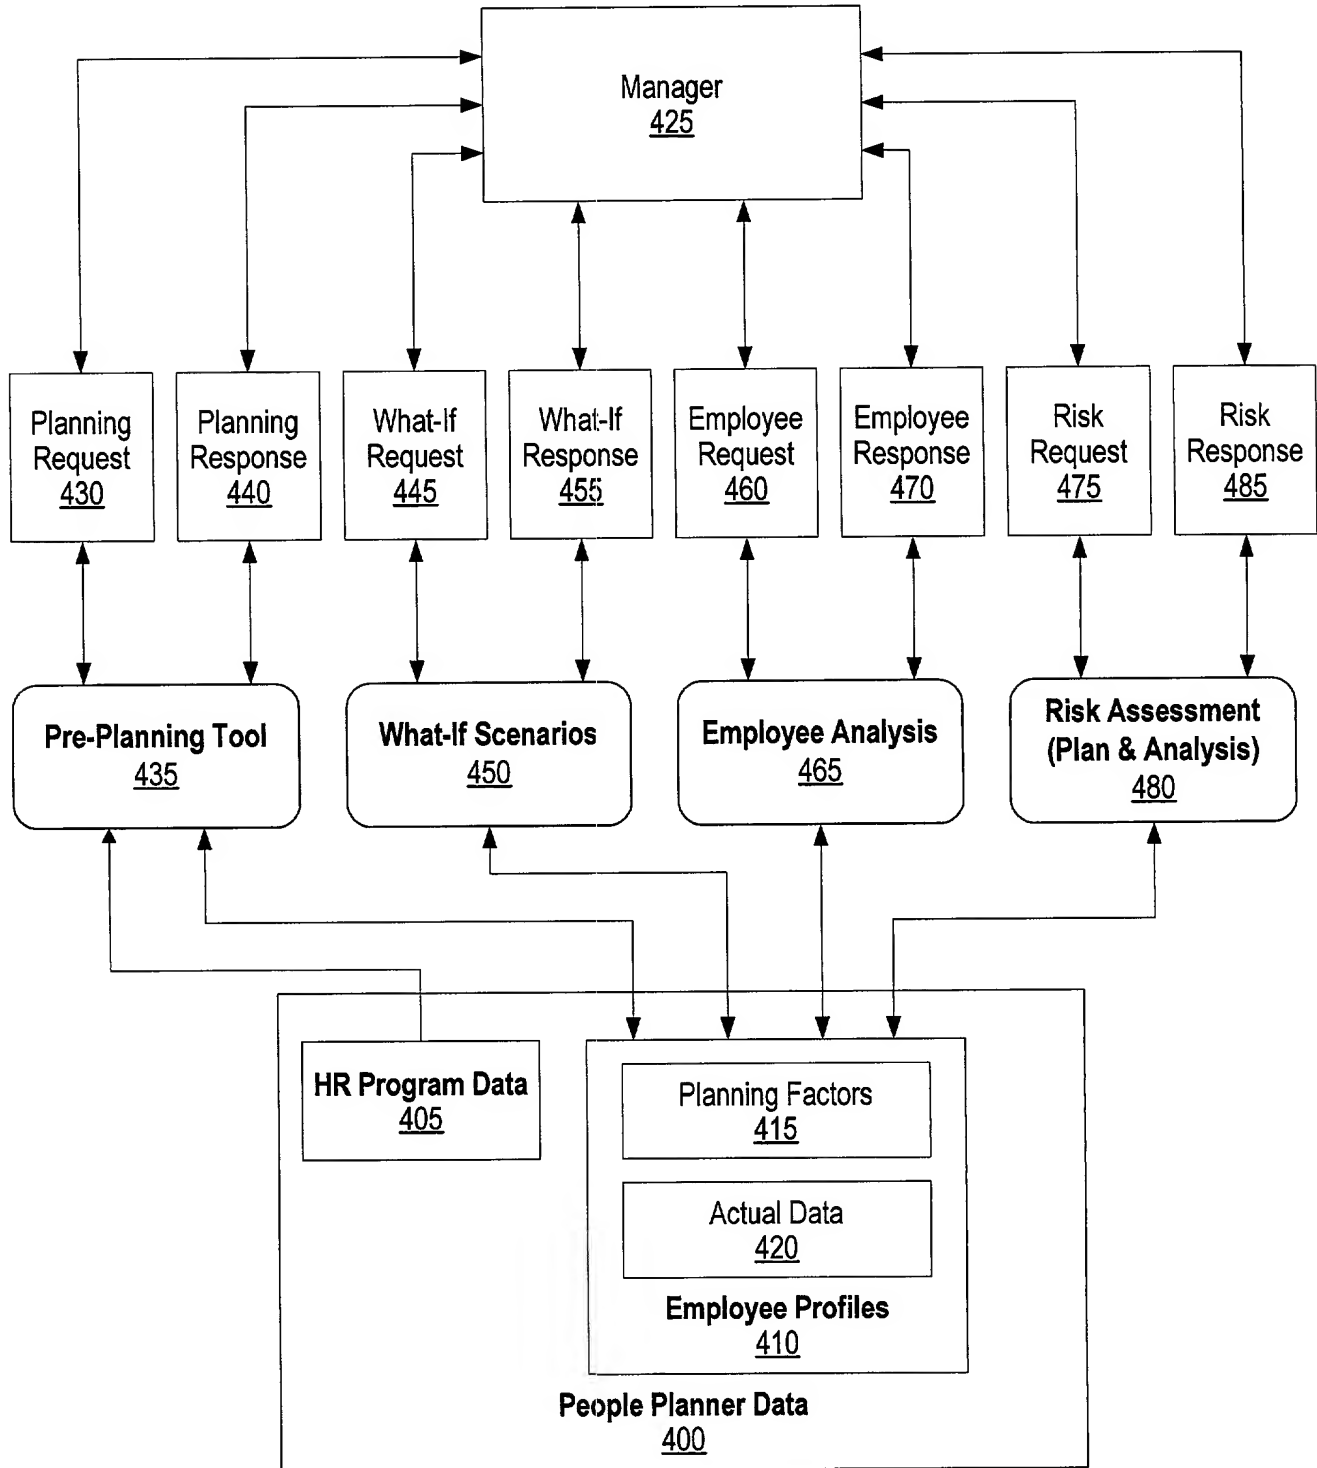 Manager
425
Planning
Request
430
Planning
Response
440
What-If
Request
445
What-If
Response
455
Employee
Request
460
Employee
Response
470
Risk
Request
475
Risk
Response
485
Pre-Planning Tool
435
What-If Scenarios
450
Employee Analysis
465
Risk Assessment
(Plan & Analysis)
480
HR Program Data
405
Planning Factors
415
Actual Data
420
Employee Profiles
410
People Planner Data
400